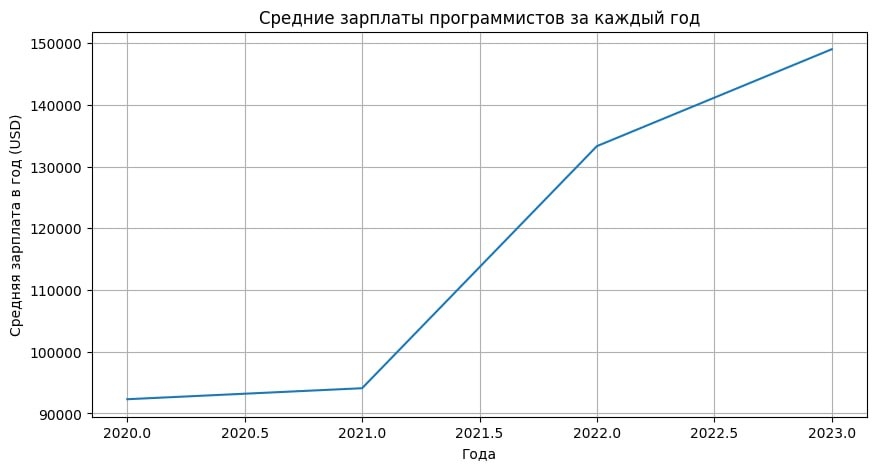 Средние зарплаты программистов за каждый год
Средняя зарплата в год (USD)
150000
140000
130000
120000
110000
100000
90000
2020.0 2020.5 2021.0 2021.5 2022.0 2022.5 2023.0
Года